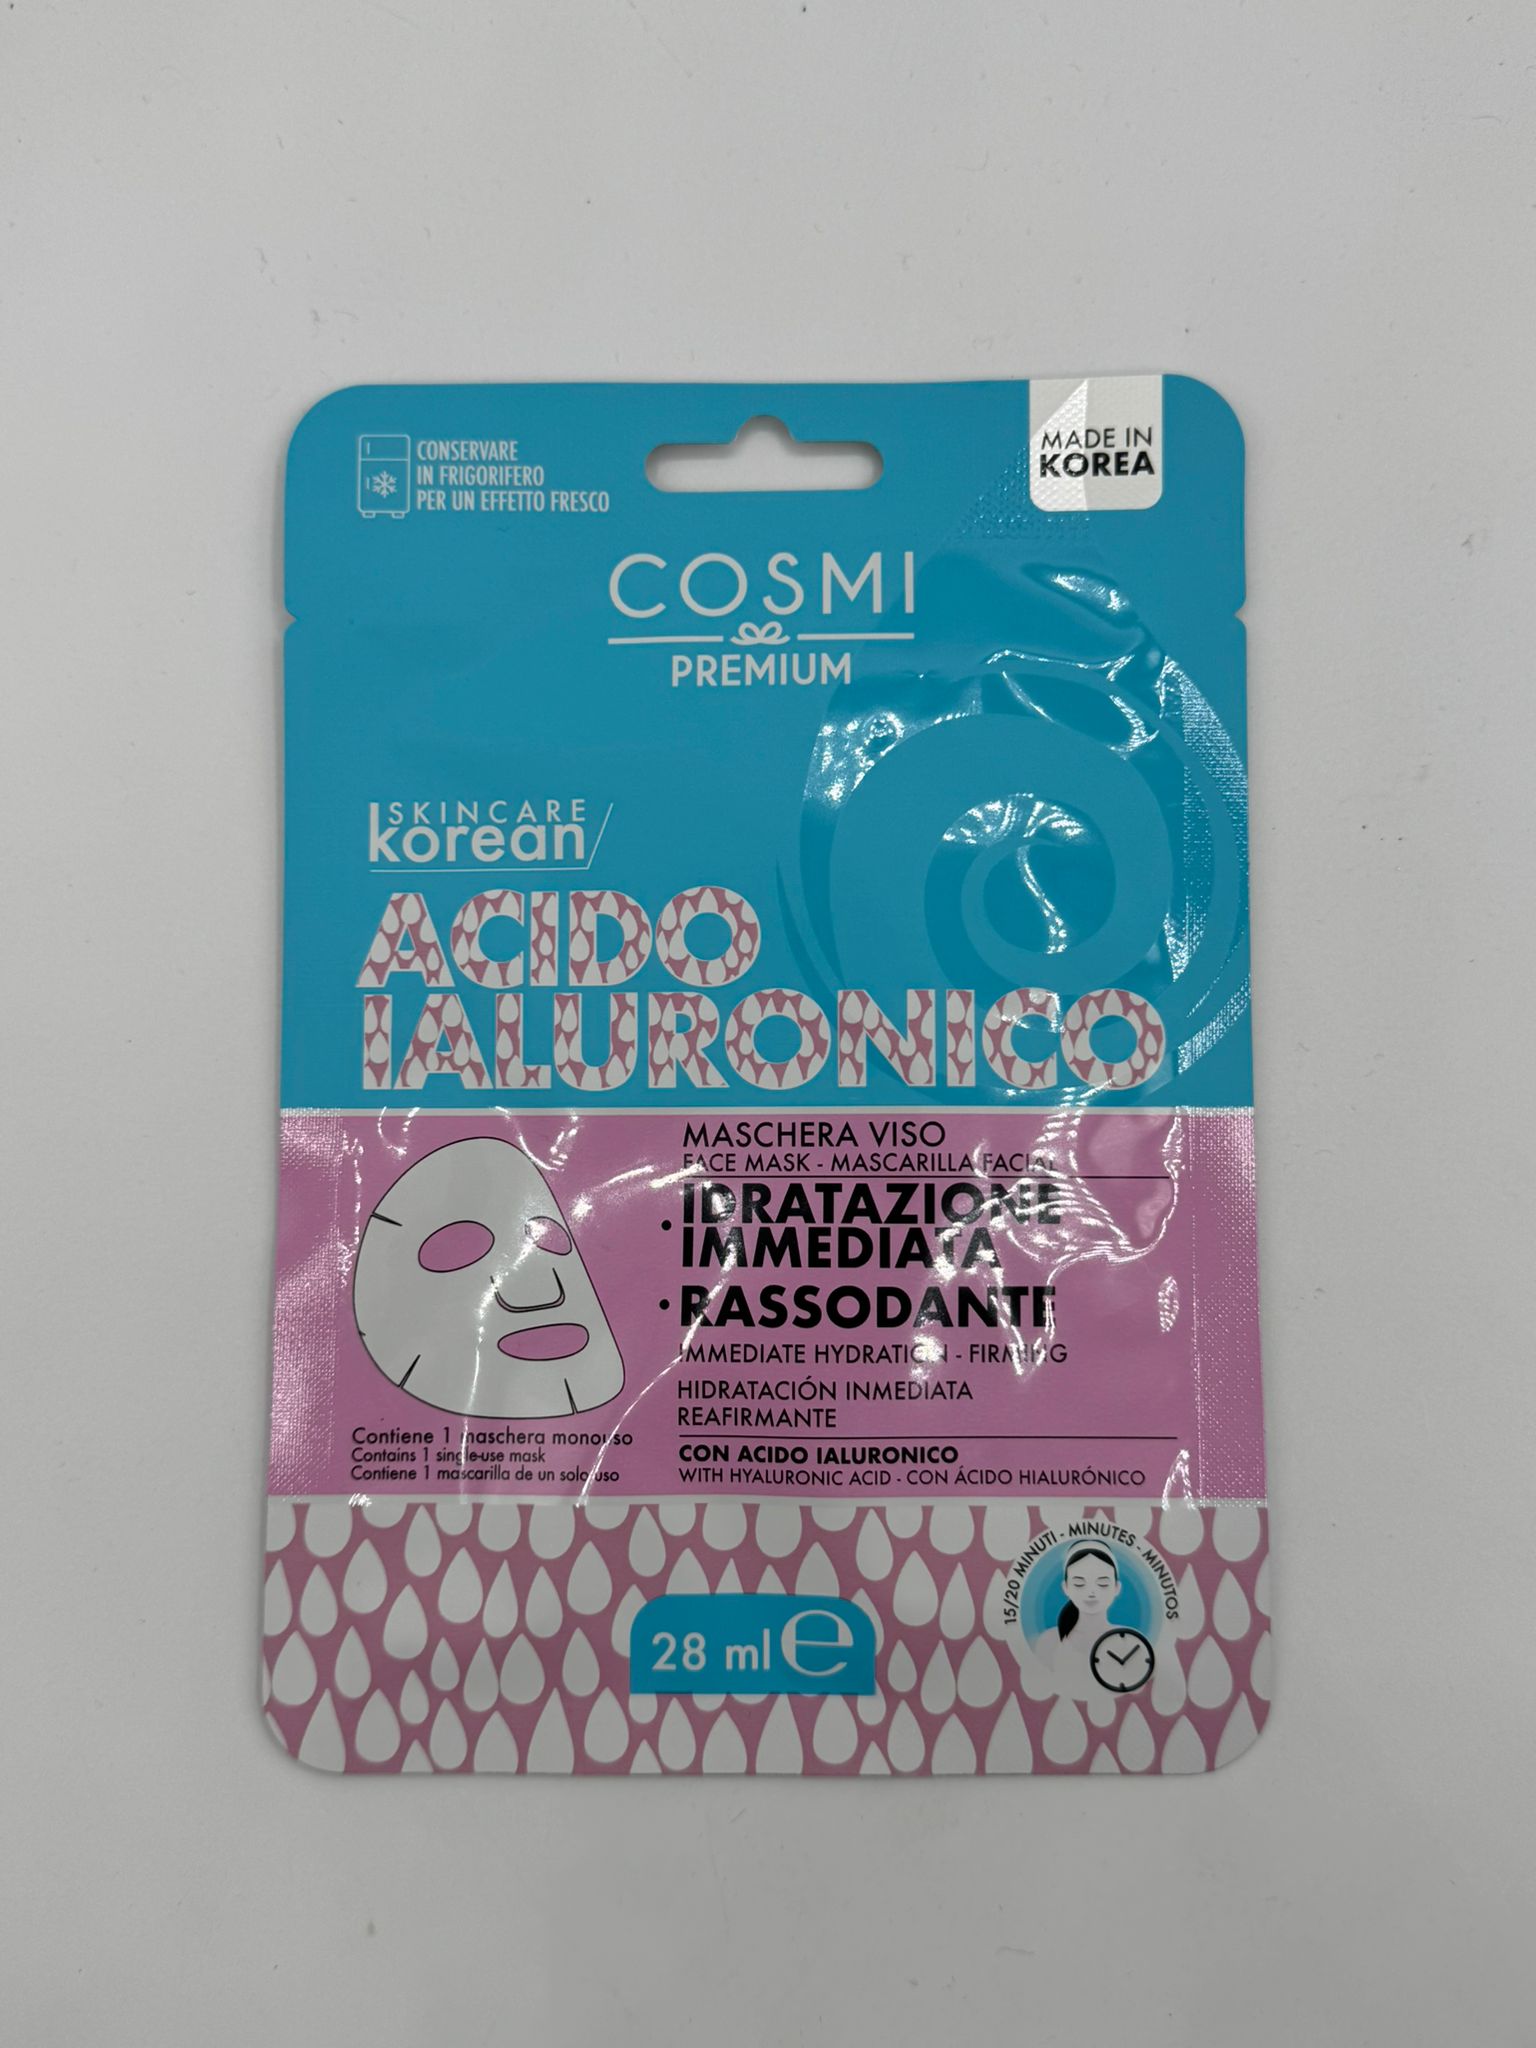 CONSERVARE
IN FRIGORIFERO
PER UN EFFETTO FRESCO
MADE IN
KOREA
COSMI
PREMIUM
SKINCARE
korean
ACIDO
IALURONICO
MASCHERA VISO
FACE MASK - MASCARILLA FACIAL
• IDRATAZIONE
IMMEDIATA
• RASSODANTE
IMMEDIATE HYDRATION - FIRMING
HIDRATACIÓN INMEDIATA
REAFIRMANTE
CON ACIDO IALURONICO
WITH HYALURONIC ACID - CON ÁCIDO HIALURÓNICO
Contiene 1 maschera monouso
Contains 1 single-use mask
Contiene 1 mascarilla de un solo uso
15/20 MINUTI - MINUTES - MINUTOS
28 ml e